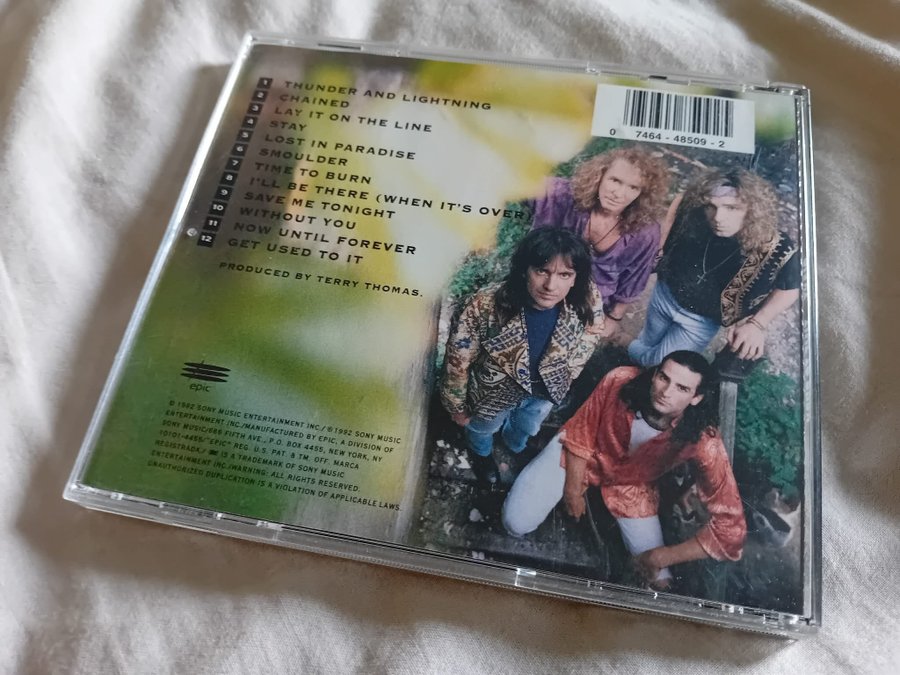 1 THUNDER AND LIGHTNING
2 CHAINED
3 LAY IT ON THE LINE
4 STAY
5 LOST IN PARADISE
6 SMOULDER
7 TIME TO BURN
8 I'LL BE THERE (WHEN IT'S OVER)
9 SAVE ME TONIGHT
10 WITHOUT YOU
11 NOW UNTIL FOREVER
12 GET USED TO IT
PRODUCED BY TERRY THOMAS.
0 7464-48509-2
epic
© 1992 SONY MUSIC ENTERTAINMENT INC./ ℗ 1992 SONY MUSIC
ENTERTAINMENT INC./MANUFACTURED BY EPIC, A DIVISION OF
SONY MUSIC/666 FIFTH AVE., P.O. BOX 4455, NEW YORK, NY
10101-4455/"EPIC" REG. U.S. PAT. & TM. OFF. MARCA
REGISTRADA./ IS A TRADEMARK OF SONY MUSIC
ENTERTAINMENT INC./WARNING: ALL RIGHTS RESERVED.
UNAUTHORIZED DUPLICATION IS A VIOLATION OF APPLICABLE LAWS.